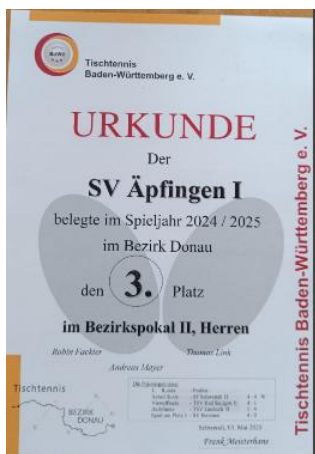 Tischtennis
Baden-Württemberg e. V.
URKUNDE
Der
SV Äpfingen I
belegte im Spieljahr 2024 / 2025
im Bezirk Donau
den 3. Platz
im Bezirkspokal II, Herren
Robin Fackler Thomas Link
Andreas Mayer
Tischtennis
BEZIRK
DONAU
Frank Meisterhans
Tischtennis Baden-Württemberg e. V.